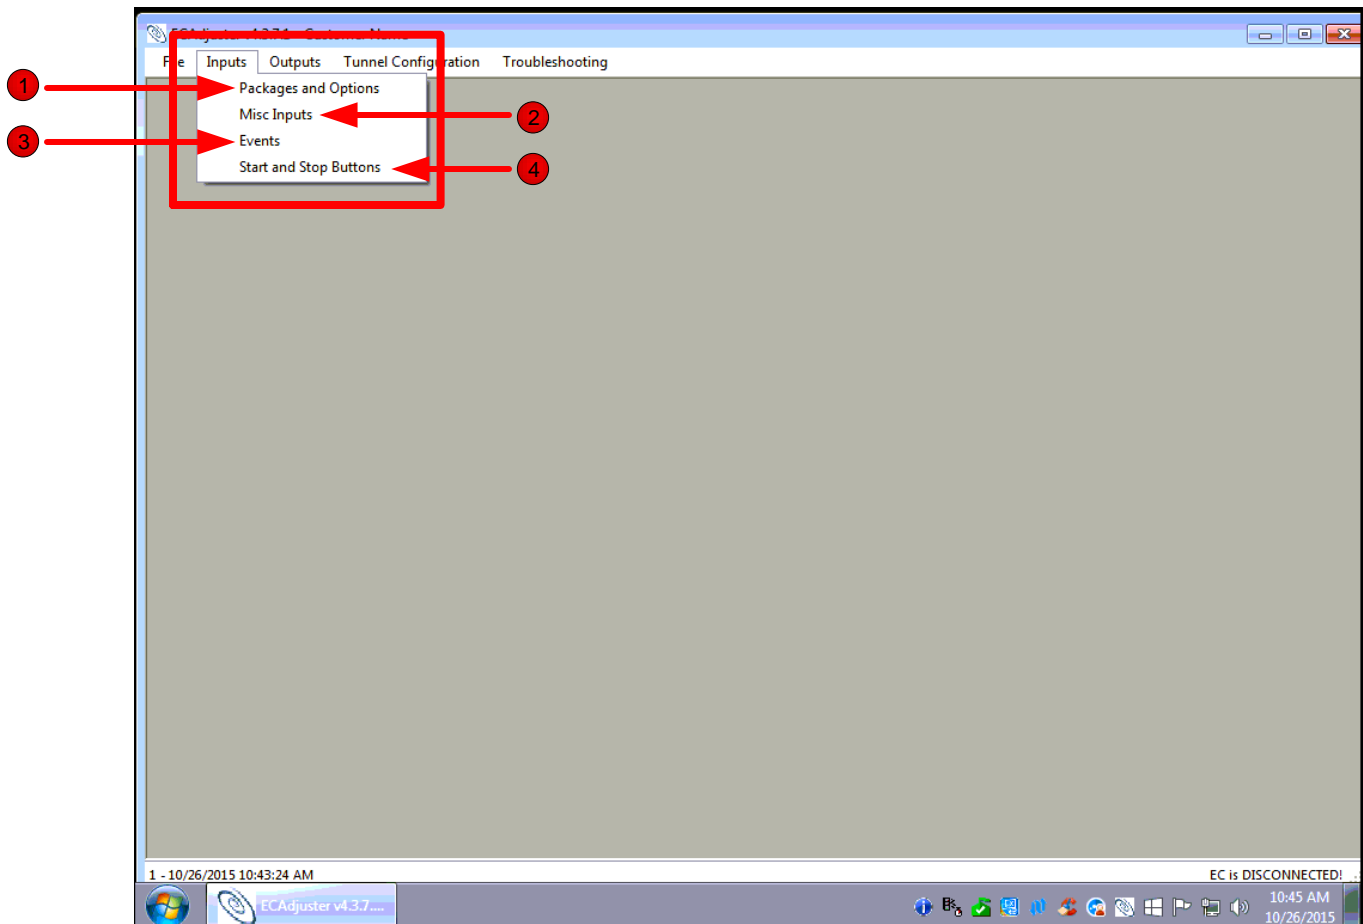 File Inputs Outputs Tunnel Configuration Troubleshooting
1
Packages and Options
Misc Inputs
2
3
Events
Start and Stop Buttons
4
1 - 10/26/2015 10:43:24 AM
EC is DISCONNECTED!
ECAdjuster v4.3.7....
10:45 AM
10/26/2015